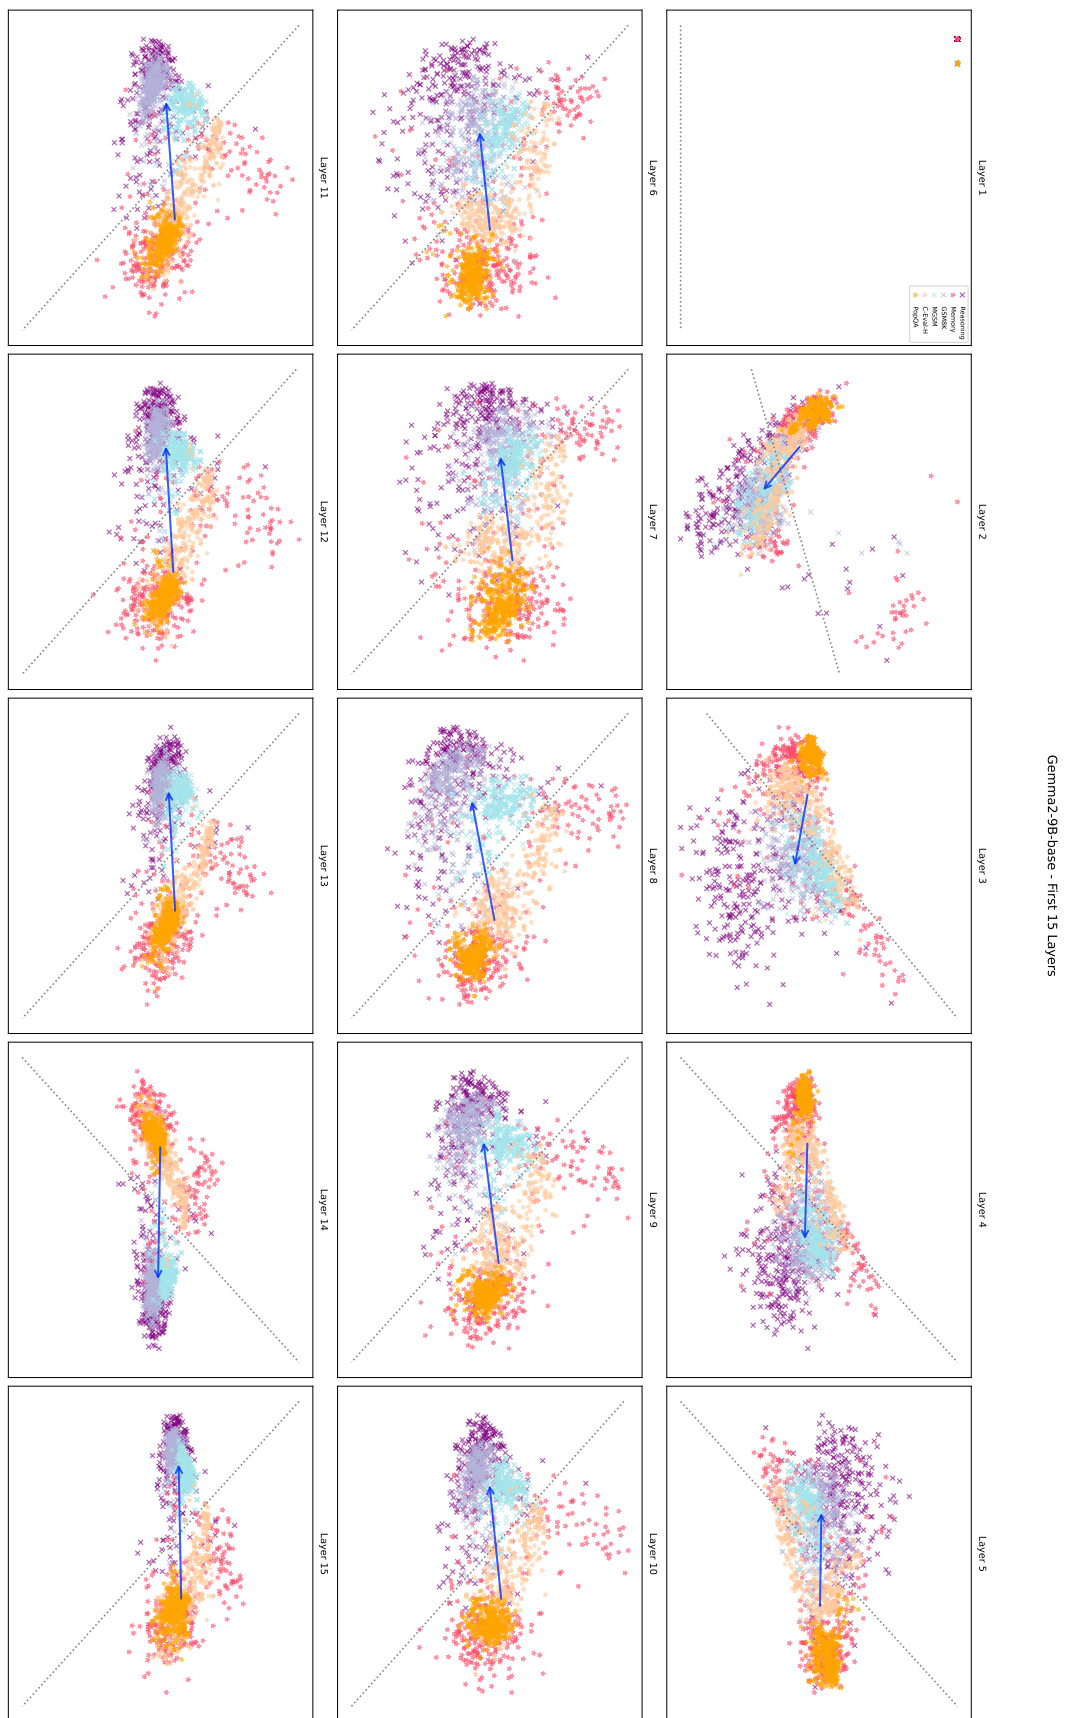 Gemma2-9B-base - First 15 Layers
Layer 1
Reasoning
Memory
GSM8K
MGSM
C-Eval-H
PopQA
Layer 2
Layer 3
Layer 4
Layer 5
Layer 6
Layer 7
Layer 8
Layer 9
Layer 10
Layer 11
Layer 12
Layer 13
Layer 14
Layer 15